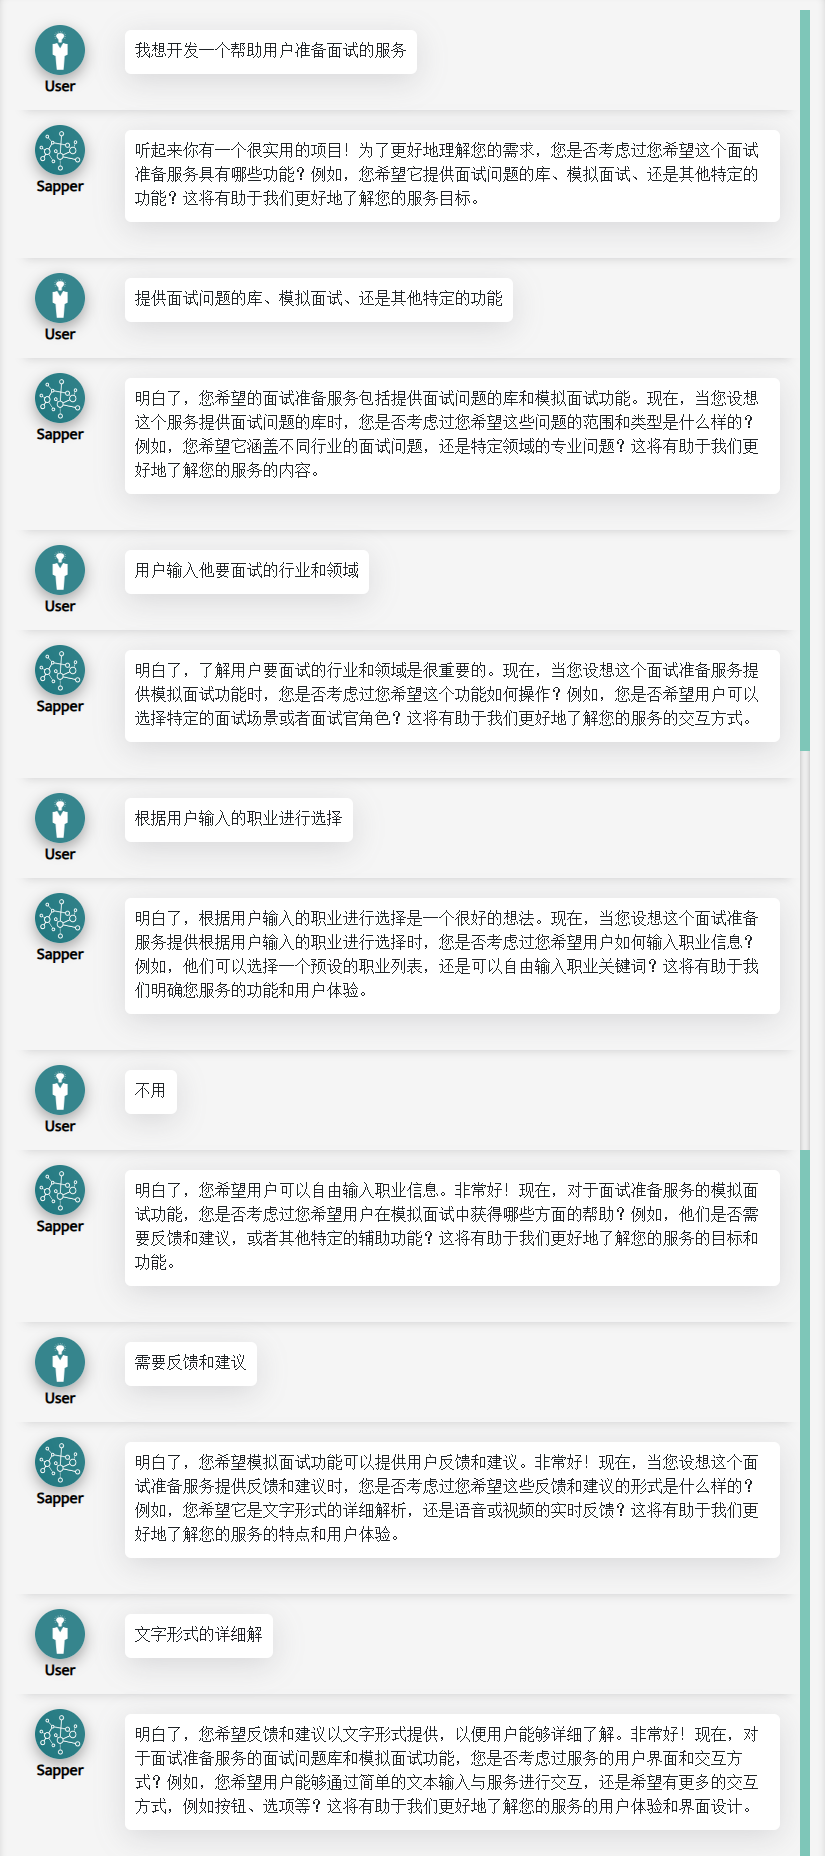 User
我想开发一个帮助用户准备面试的服务
Sapper
听起来你有一个很实用的项目！为了更好地理解您的需求，您是否考虑过您希望这个面试
准备服务具有哪些功能？例如，您希望它提供面试问题的库、模拟面试、还是其他特定的
功能？这将有助于我们更好地了解您的服务目标。
User
提供面试问题的库、模拟面试、还是其他特定的功能
Sapper
明白了，您希望的面试准备服务包括提供面试问题的库和模拟面试功能。现在，当您设想
这个服务提供面试问题的库时，您是否考虑过您希望这些问题的范围和类型是什么样的？
例如，您希望它涵盖不同行业的面试问题，还是特定领域的专业问题？这将有助于我们更
好地了解您的服务的内容。
User
用户输入他要面试的行业和领域
Sapper
明白了，了解用户要面试的行业和领域是很重要的。现在，当您设想这个面试准备服务提
供模拟面试功能时，您是否考虑过您希望这个功能如何操作？例如，您是否希望用户可以
选择特定的面试场景或者面试官角色？这将有助于我们更好地了解您的服务的交互方式。
User
根据用户输入的职业进行选择
Sapper
明白了，根据用户输入的职业进行选择是一个很好的想法。现在，当您设想这个面试准备
服务提供根据用户输入的职业进行选择时，您是否考虑过您希望用户如何输入职业信息？
例如，他们可以选择一个预设的职业列表，还是可以自由输入职业关键词？这将有助于我
们明确您服务的功能和用户体验。
User
不用
Sapper
明白了，您希望用户可以自由输入职业信息。非常好！现在，对于面试准备服务的模拟面
试功能，您是否考虑过您希望用户在模拟面试中获得哪些方面的帮助？例如，他们是否需
要反馈和建议，或者其他特定的辅助功能？这将有助于我们更好地了解您的服务的目标和
功能。
User
需要反馈和建议
Sapper
明白了，您希望模拟面试功能可以提供用户反馈和建议。非常好！现在，当您设想这个面
试准备服务提供反馈和建议时，您是否考虑过您希望这些反馈和建议的形式是什么样的？
例如，您希望它是文字形式的详细解析，还是语音或视频的实时反馈？这将有助于我们更
好地了解您的服务的特点和用户体验。
User
文字形式的详细解
Sapper
明白了，您希望反馈和建议以文字形式提供，以便用户能够详细了解。非常好！现在，对
于面试准备服务的面试问题库和模拟面试功能，您是否考虑过服务的用户界面和交互方
式？例如，您希望用户能够通过简单的文本输入与服务进行交互，还是希望有更多的交互
方式，例如按钮、选项等？这将有助于我们更好地了解您的服务的用户体验和界面设计。